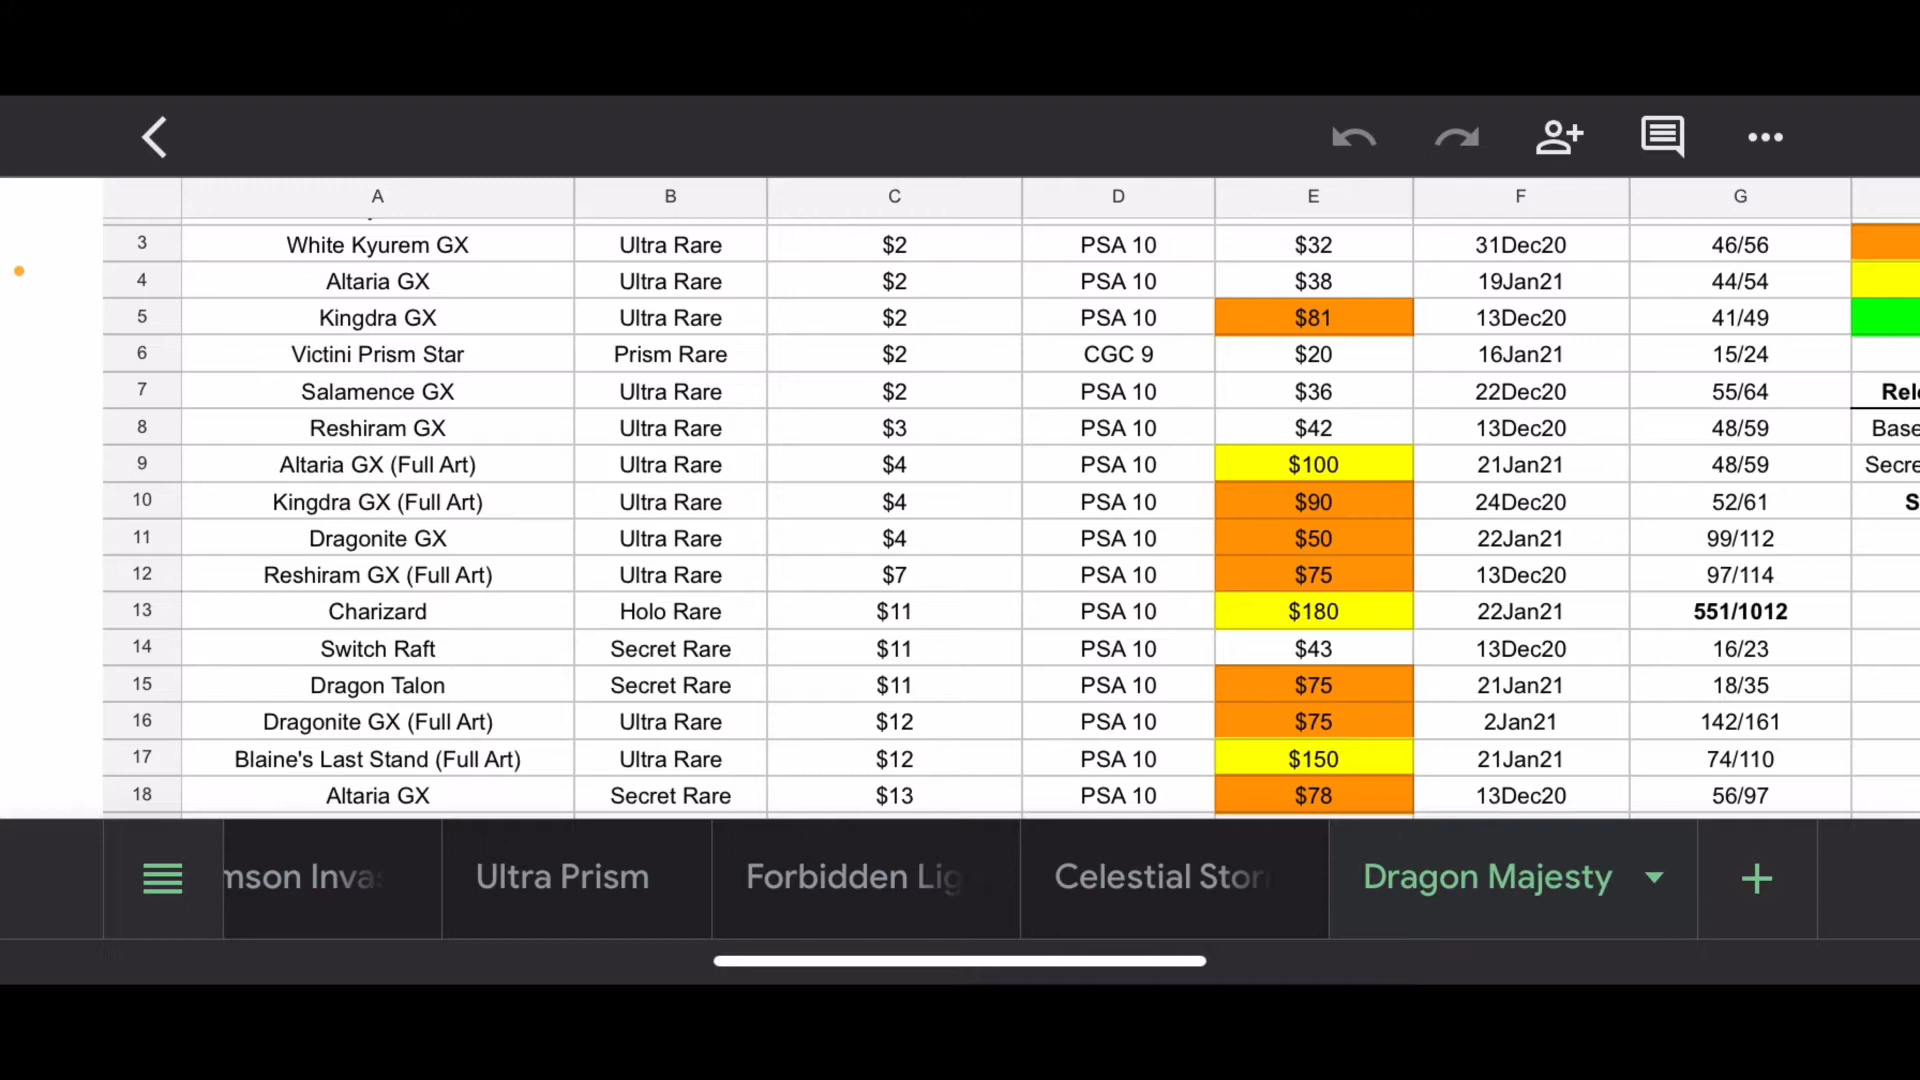 A B C D E F G
3 White Kyurem GX Ultra Rare $2 PSA 10 $32 31Dec20 46/56
4 Altaria GX Ultra Rare $2 PSA 10 $38 19Jan21 44/54
5 Kingdra GX Ultra Rare $2 PSA 10 $81 13Dec20 41/49
6 Victini Prism Star Prism Rare $2 CGC 9 $20 16Jan21 15/24
7 Salamence GX Ultra Rare $2 PSA 10 $36 22Dec20 55/64 Rele
8 Reshiram GX Ultra Rare $3 PSA 10 $42 13Dec20 48/59 Base
9 Altaria GX (Full Art) Ultra Rare $4 PSA 10 $100 21Jan21 48/59 Secre
10 Kingdra GX (Full Art) Ultra Rare $4 PSA 10 $90 24Dec20 52/61 S
11 Dragonite GX Ultra Rare $4 PSA 10 $50 22Jan21 99/112
12 Reshiram GX (Full Art) Ultra Rare $7 PSA 10 $75 13Dec20 97/114
13 Charizard Holo Rare $11 PSA 10 $180 22Jan21 551/1012
14 Switch Raft Secret Rare $11 PSA 10 $43 13Dec20 16/23
15 Dragon Talon Secret Rare $11 PSA 10 $75 21Jan21 18/35
16 Dragonite GX (Full Art) Ultra Rare $12 PSA 10 $75 2Jan21 142/161
17 Blaine's Last Stand (Full Art) Ultra Rare $12 PSA 10 $150 21Jan21 74/110
18 Altaria GX Secret Rare $13 PSA 10 $78 13Dec20 56/97
mson Invas Ultra Prism Forbidden Lig Celestial Stor Dragon Majesty